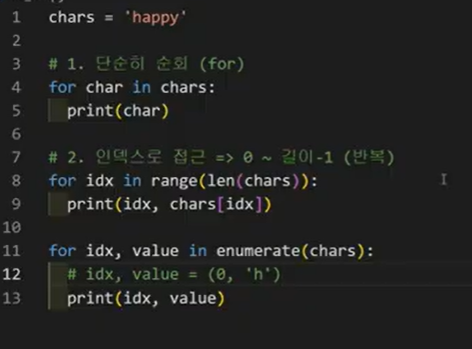 1 chars = 'happy'
2
3 # 1. 단순히 순회 (for)
4 for char in chars:
5   print(char)
6
7 # 2. 인덱스로 접근 => 0 ~ 길이-1 (반복)
8 for idx in range(len(chars)):
9   print(idx, chars[idx])
10
11 for idx, value in enumerate(chars):
12   # idx, value = (0, 'h')
13   print(idx, value)